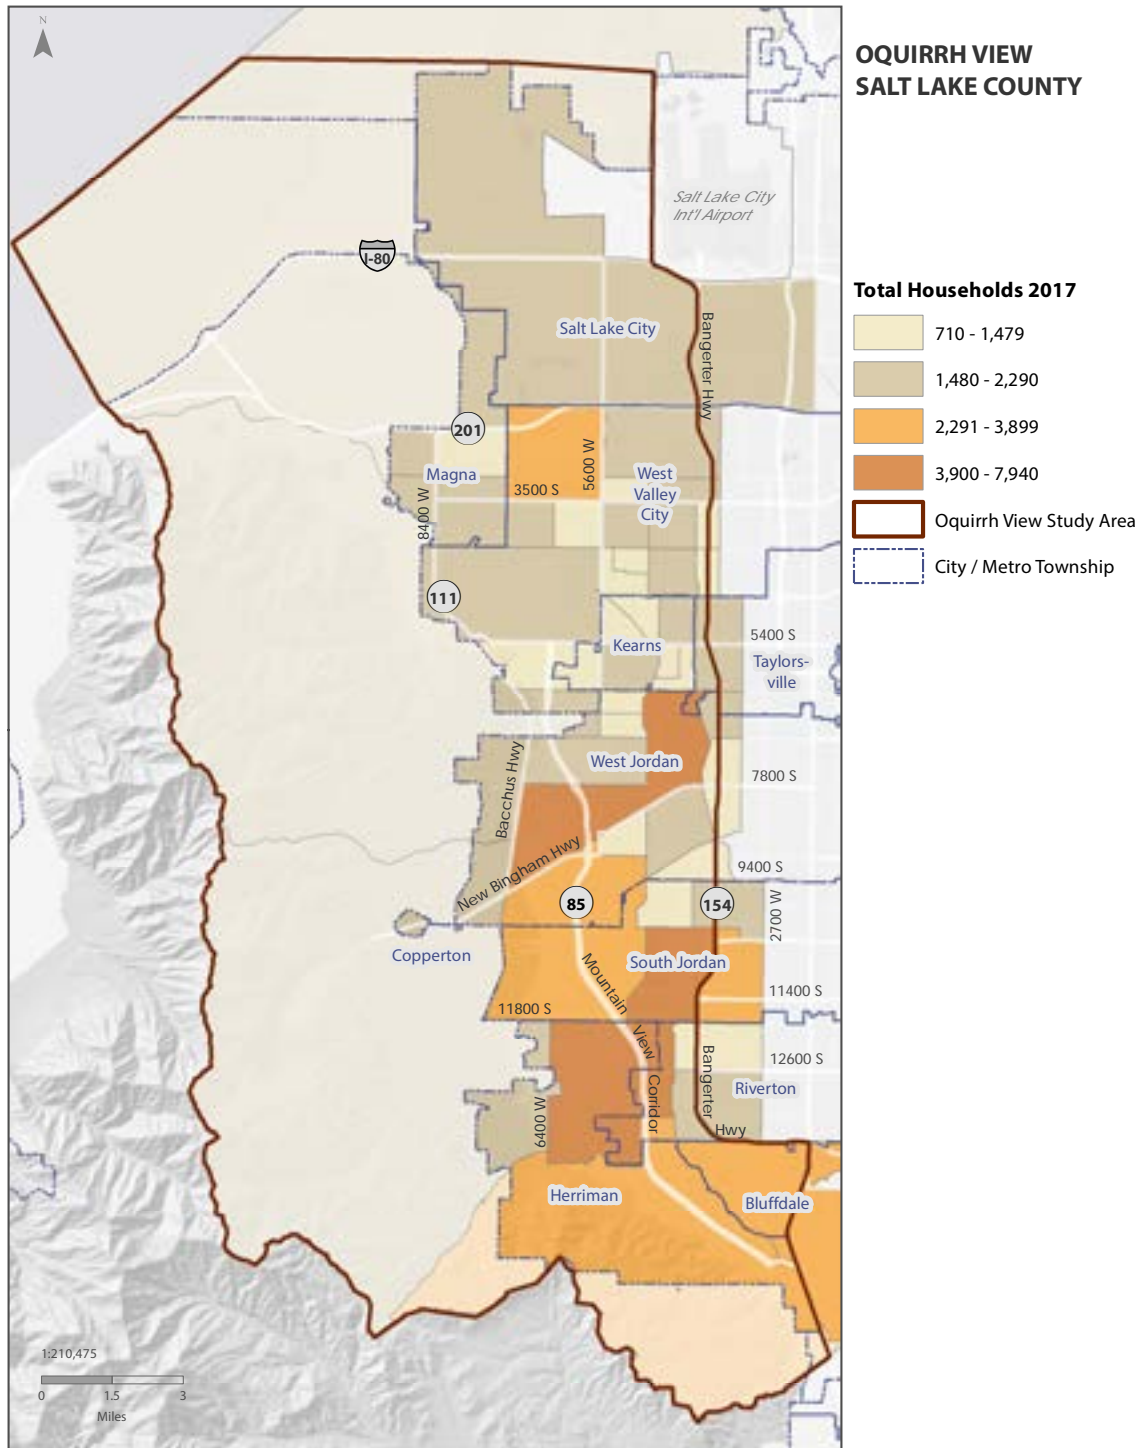 N
OQUIRRH VIEW
SALT LAKE COUNTY
Salt Lake City
Int'l Airport
I-80
Total Households 2017
710 - 1,479
1,480 - 2,290
2,291 - 3,899
3,900 - 7,940
Oquirrh View Study Area
City / Metro Township
Salt Lake City
Bangerter Hwy
201
Magna
5600 W
West
Valley
City
3500 S
8400 W
111
Kearns
5400 S
Taylors-
ville
West Jordan
7800 S
Bacchus Hwy
New Bingham Hwy
9400 S
85
154
2700 W
Copperton
South Jordan
Mountain
View
Corridor
11400 S
11800 S
12600 S
Bangerter
Hwy
Riverton
6400 W
Herriman
Bluffdale
1:210,475
0 1.5 3
Miles